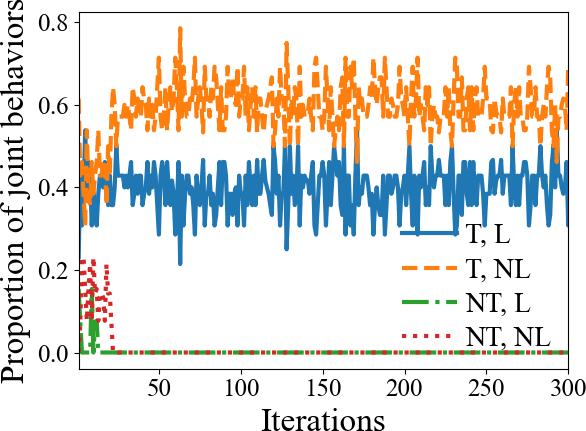 Proportion of joint behaviors
0.8
0.6
0.4
0.2
0.0
T, L
T, NL
NT, L
NT, NL
50 100 150 200 250 300
Iterations